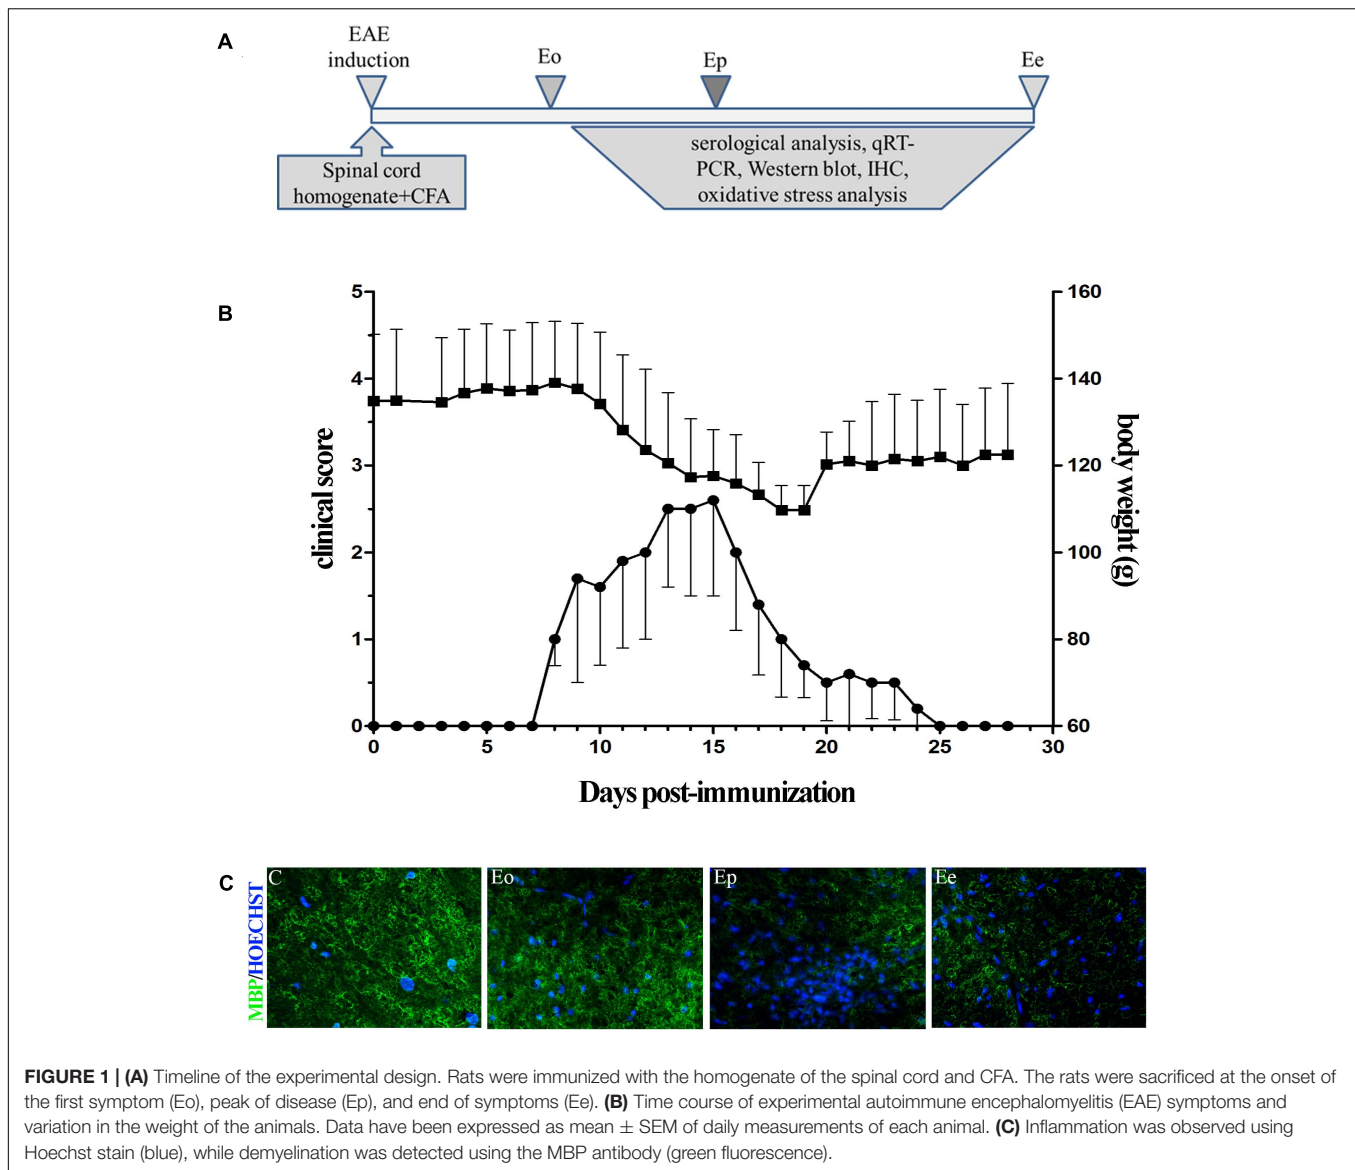 A
EAE
induction
Eo
Ep
Ee
Spinal cord
homogenate+CFA
serological analysis, qRT-
PCR, Western blot, IHC,
oxidative stress analysis
B
clinical score
5
4
3
2
1
0
160
140
120
100
80
60
body weight (g)
0 5 10 15 20 25 30
Days post-immunization
C
MBP/HOECHST
C
Eo
Ep
Ee
FIGURE 1 | (A) Timeline of the experimental design. Rats were immunized with the homogenate of the spinal cord and CFA. The rats were sacrificed at the onset of
the first symptom (Eo), peak of disease (Ep), and end of symptoms (Ee). (B) Time course of experimental autoimmune encephalomyelitis (EAE) symptoms and
variation in the weight of the animals. Data have been expressed as mean ± SEM of daily measurements of each animal. (C) Inflammation was observed using
Hoechst stain (blue), while demyelination was detected using the MBP antibody (green fluorescence).